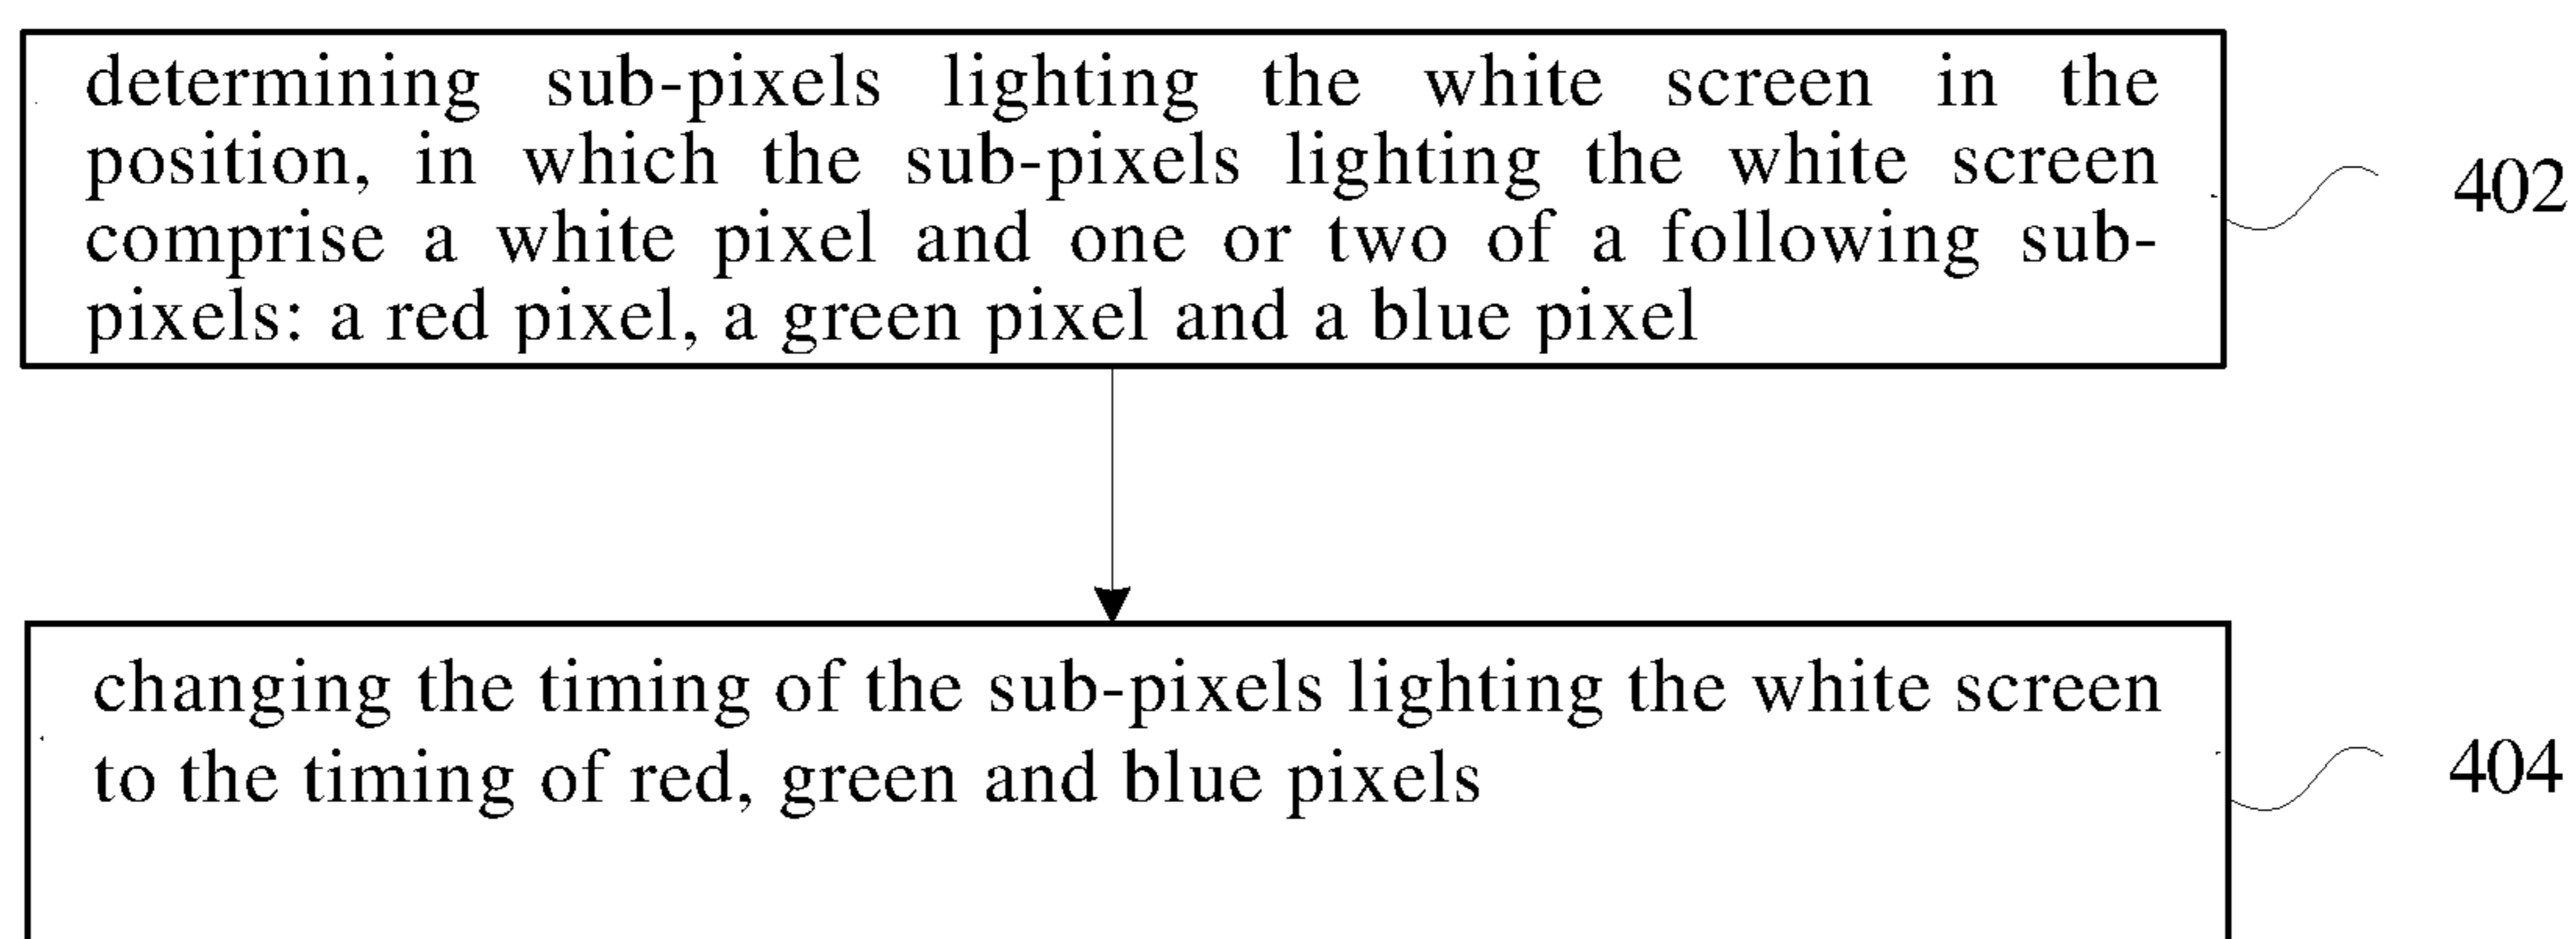 determining sub-pixels lighting the white screen in the
position, in which the sub-pixels lighting the white screen
comprise a white pixel and one or two of a following sub-
pixels: a red pixel, a green pixel and a blue pixel
402
changing the timing of the sub-pixels lighting the white screen
to the timing of red, green and blue pixels
404